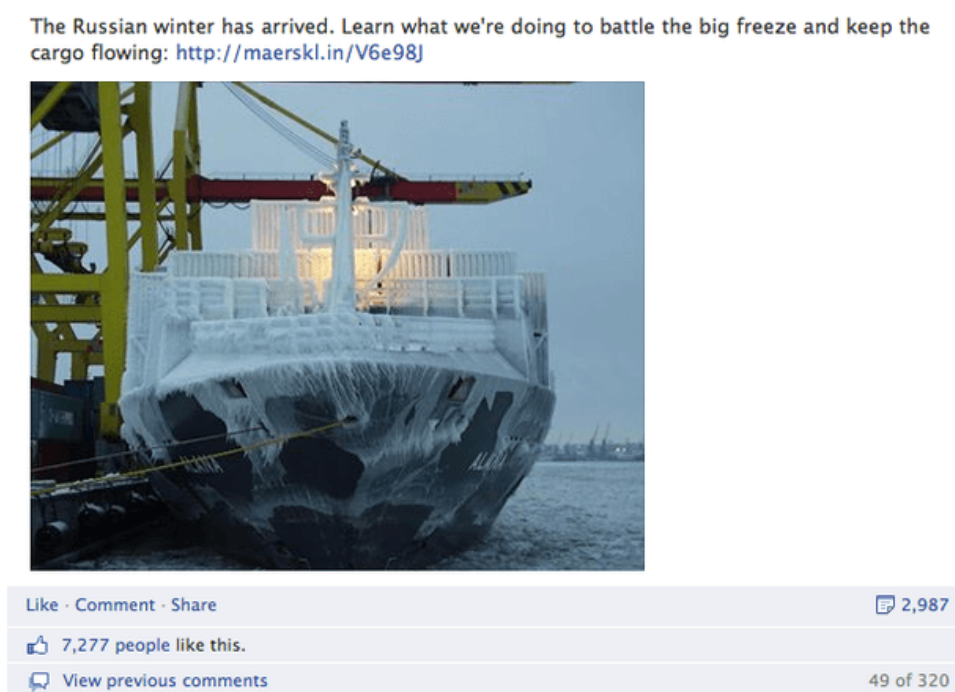 The Russian winter has arrived. Learn what we're doing to battle the big freeze and keep the
cargo flowing: http://maerskl.in/V6e98J
Like · Comment · Share
2,987
7,277 people like this.
View previous comments
49 of 320